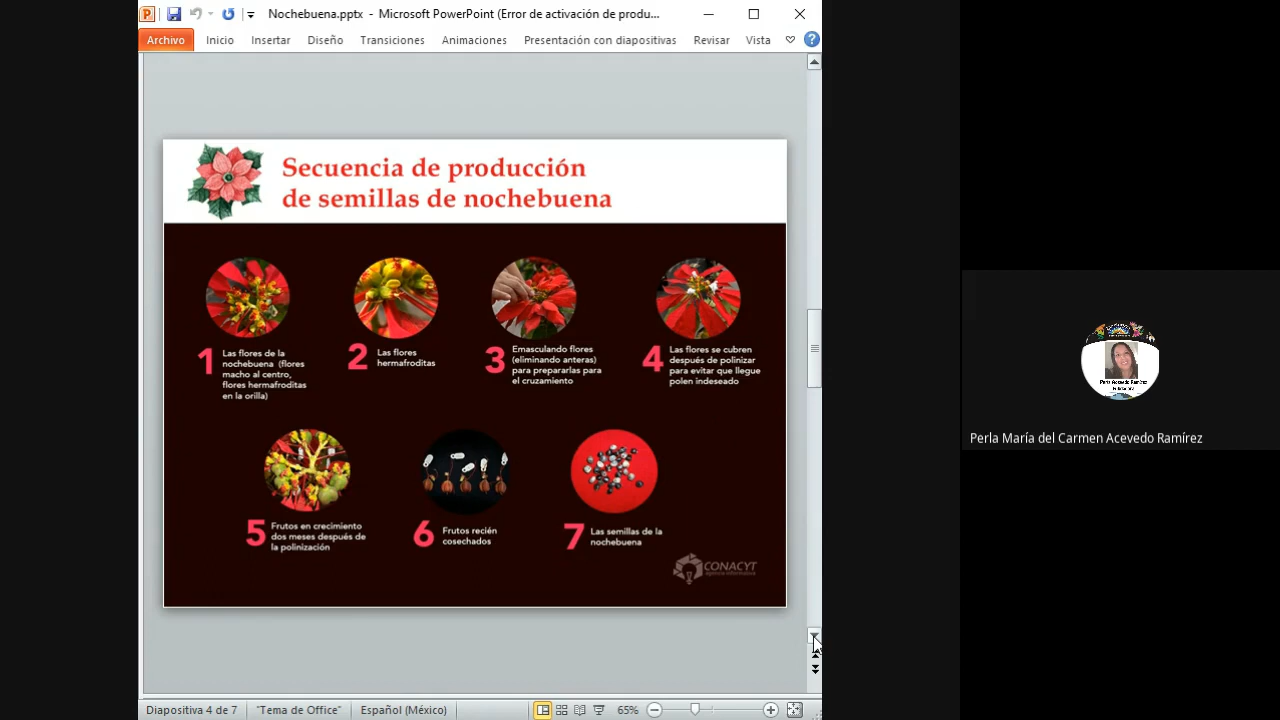 Nochebuena.pptx - Microsoft PowerPoint (Error de activación de produ...
Archivo Inicio Insertar Diseño Transiciones Animaciones Presentación con diapositivas Revisar Vista
Secuencia de producción
de semillas de nochebuena
1 Las flores de la
nochebuena (flores
macho al centro,
flores hermafroditas
en la orilla)
2 Las flores
hermafroditas
3 Emasculando flores
(eliminando anteras)
para prepararlas para
el cruzamiento
4 Las flores se cubren
después de polinizar
para evitar que llegue
polen indeseado
5 Frutos en crecimiento
dos meses después de
la polinización
6 Frutos recién
cosechados
7 Las semillas de la
nochebuena
CONACYT
agencia informativa
Perla Acevedo Ramírez
Perla María del Carmen Acevedo Ramírez
Diapositiva 4 de 7 "Tema de Office" Español (México) 65%